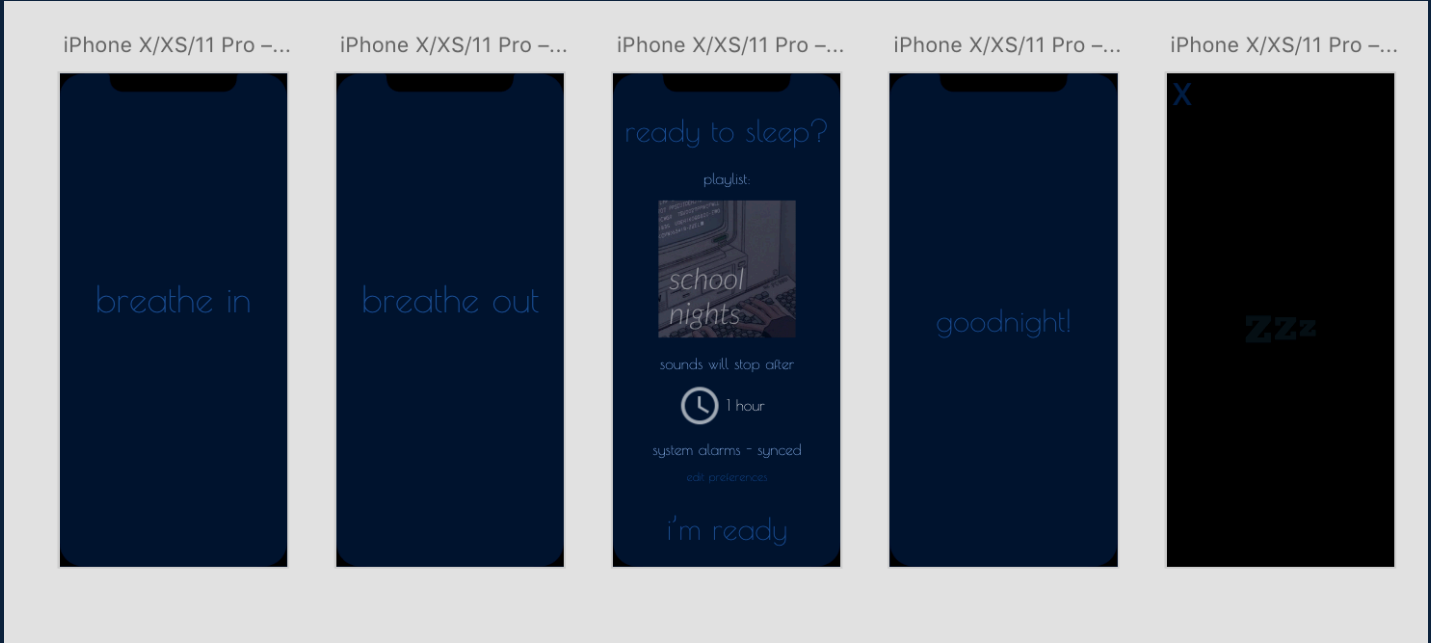 iPhone X/XS/11 Pro –...
iPhone X/XS/11 Pro –...
iPhone X/XS/11 Pro –...
iPhone X/XS/11 Pro –...
iPhone X/XS/11 Pro –...
breathe in
breathe out
ready to sleep?
playlist:
school
nights
sounds will stop after
1 hour
system alarms - synced
edit preferences
i'm ready
goodnight!
X
zzz